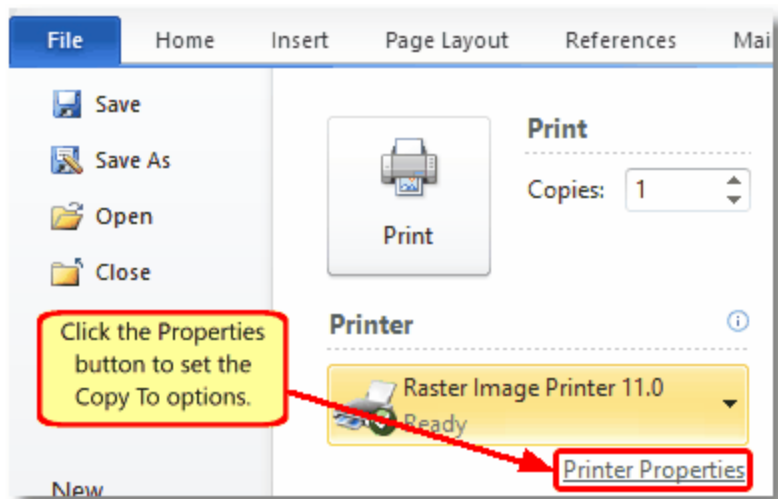 File Home Insert Page Layout References Mai
Save
Save As
Open
Close
New
Print
Print
Copies: 1
Click the Properties
button to set the
Copy To options.
Printer
Raster Image Printer 11.0
Ready
Printer Properties